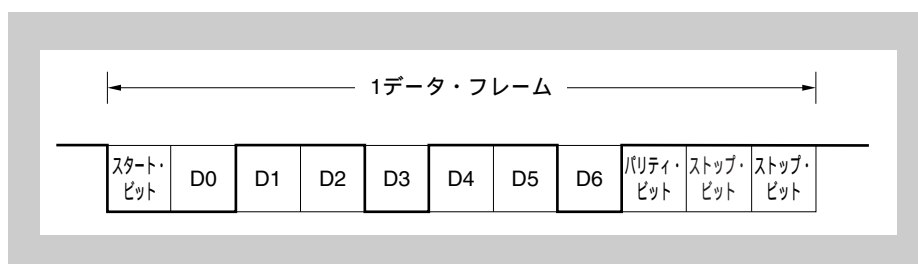 1データ・フレーム
スタート・
ビット
D0
D1
D2
D3
D4
D5
D6
パリティ・
ビット
ストップ・
ビット
ストップ・
ビット